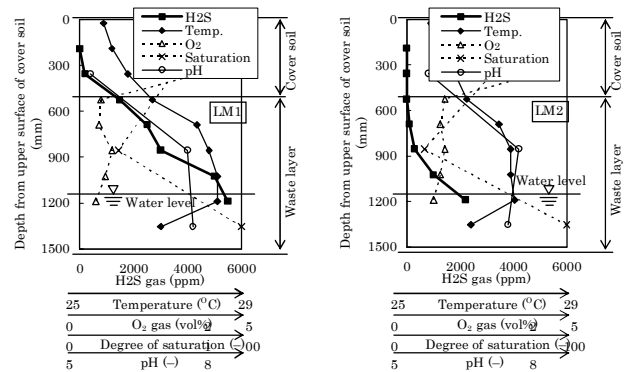 H2S
Temp.
O2
Saturation
pH
LM1
Water level
Depth from upper surface of cover soil
(mm)
0
300
600
900
1200
1500
Cover soil
Waste layer
0 2000 4000 6000
H2S gas (ppm)
25 Temperature (°C) 29
0 O2 gas (vol%) 5
0 Degree of saturation (–) 100
5 pH (–) 8
H2S
Temp.
O2
Saturation
pH
LM2
Water level
Depth from upper surface of cover soil
(mm)
0
300
600
900
1200
1500
Cover soil
Waste layer
0 2000 4000 6000
H2S gas (ppm)
25 Temperature (°C) 29
0 O2 gas (vol%) 5
0 Degree of saturation (–) 100
5 pH (–) 8